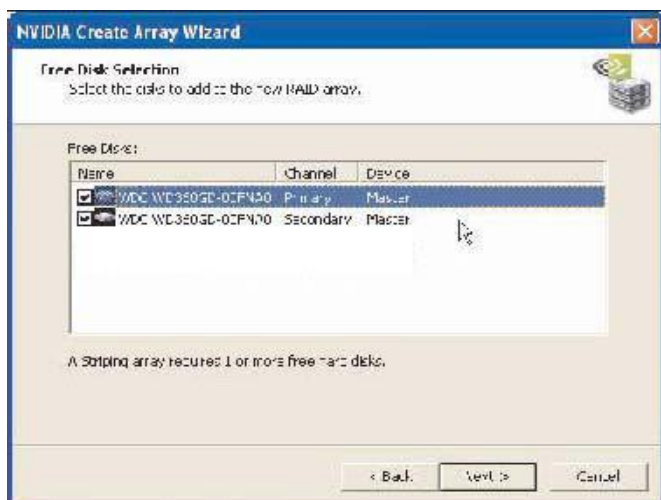 NVIDIA Create Array Wizard
Free Disk Selection
Select the disks to add to the new RAID array.
Free Disks:
Name Channel Device
WDC WD360GD-00FNA0 Primary Master
WDC WD360GD-00FNA0 Secondary Master
A Striping array requires 1 or more free hard disks.
< Back
Next >
Cancel